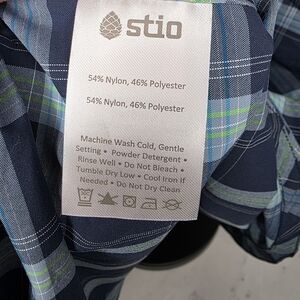 stio
54% Nylon, 46% Polyester
54% Nylon, 46% Polyester
Machine Wash Cold, Gentle
Setting • Powder Detergent •
Rinse Well • Do Not Bleach •
Tumble Dry Low • Cool Iron if
Needed • Do Not Dry Clean